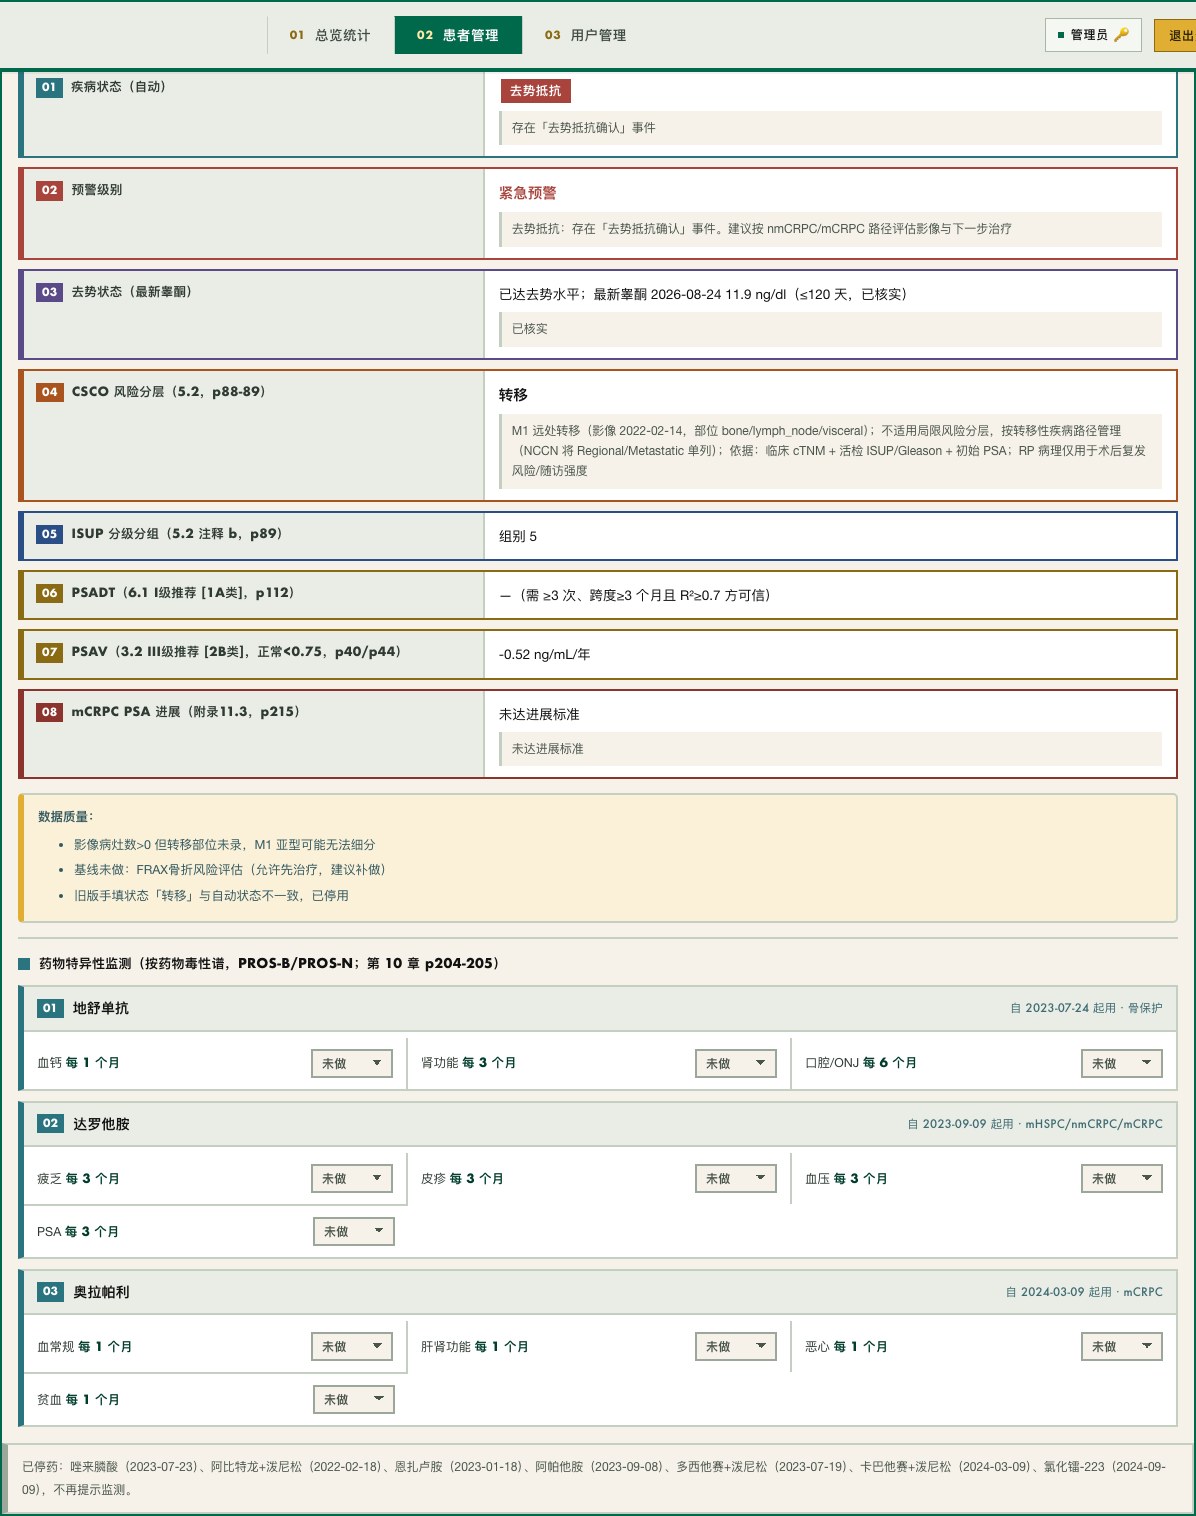 01 总览统计 02 患者管理 03 用户管理 管理员 🔑 退出
01 疾病状态（自动）
去势抵抗
存在「去势抵抗确认」事件
02 预警级别
紧急预警
去势抵抗：存在「去势抵抗确认」事件。建议按 nmCRPC/mCRPC 路径评估影像与下一步治疗
03 去势状态（最新睾酮）
已达去势水平；最新睾酮 2026-08-24 11.9 ng/dl（≤120 天，已核实）
已核实
04 CSCO 风险分层（5.2，p88-89）
转移
M1 远处转移（影像 2022-02-14，部位 bone/lymph_node/visceral）；不适用局限风险分层，按转移性疾病路径管理
（NCCN 将 Regional/Metastatic 单列）；依据：临床 cTNM + 活检 ISUP/Gleason + 初始 PSA；RP 病理仅用于术后复发
风险/随访强度
05 ISUP 分级分组（5.2 注释 b，p89）
组别 5
06 PSADT（6.1 I级推荐 [1A类]，p112）
—（需 ≥3 次、跨度≥3 个月且 R²≥0.7 方可信）
07 PSAV（3.2 III级推荐 [2B类]，正常<0.75，p40/p44）
-0.52 ng/mL/年
08 mCRPC PSA 进展（附录11.3，p215）
未达进展标准
未达进展标准
数据质量：
• 影像病灶数>0 但转移部位未录，M1 亚型可能无法细分
• 基线未做：FRAX骨折风险评估（允许先治疗，建议补做）
• 旧版手填状态「转移」与自动状态不一致，已停用
药物特异性监测（按药物毒性谱，PROS-B/PROS-N；第 10 章 p204-205）
01 地舒单抗 自 2023-07-24 起用 · 骨保护
血钙 每 1 个月 未做 肾功能 每 3 个月 未做 口腔/ONJ 每 6 个月 未做
02 达罗他胺 自 2023-09-09 起用 · mHSPC/nmCRPC/mCRPC
疲乏 每 3 个月 未做 皮疹 每 3 个月 未做 血压 每 3 个月 未做
PSA 每 3 个月 未做
03 奥拉帕利 自 2024-03-09 起用 · mCRPC
血常规 每 1 个月 未做 肝肾功能 每 1 个月 未做 恶心 每 1 个月 未做
贫血 每 1 个月 未做
已停药：唑来膦酸（2023-07-23）、阿比特龙+泼尼松（2022-02-18）、恩扎卢胺（2023-01-18）、阿帕他胺（2023-09-08）、多西他赛+泼尼松（2023-07-19）、卡巴他赛+泼尼松（2024-03-09）、氯化镭-223（2024-09-
09），不再提示监测。